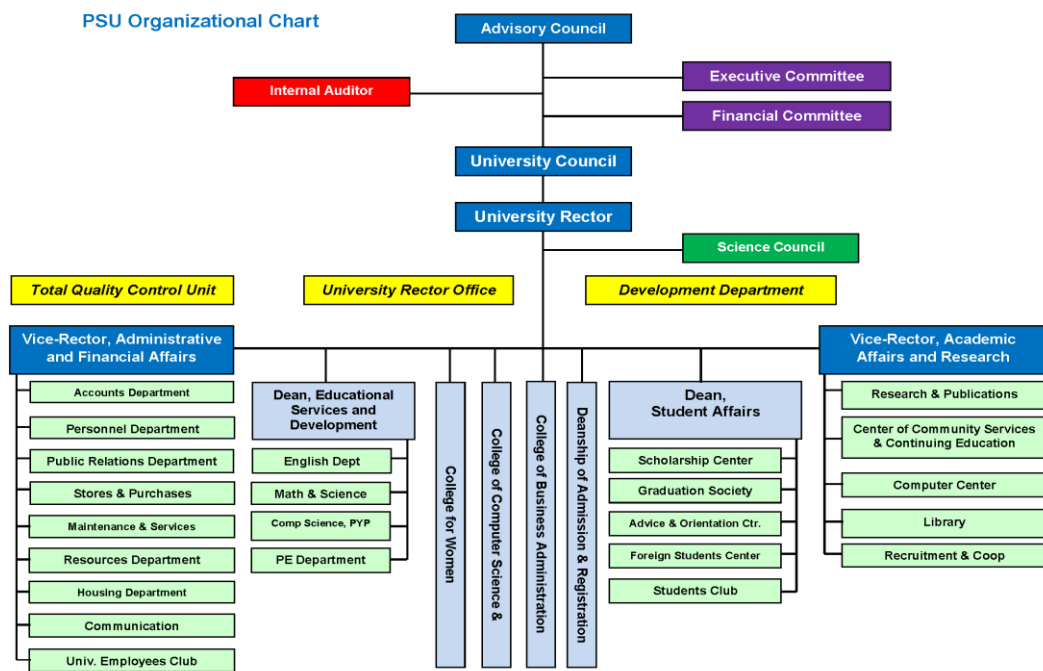 PSU Organizational Chart
Advisory Council
Executive Committee
Internal Auditor
Financial Committee
University Council
University Rector
Science Council
Total Quality Control Unit
University Rector Office
Development Department
Vice-Rector, Administrative
and Financial Affairs
Accounts Department
Personnel Department
Public Relations Department
Stores & Purchases
Maintenance & Services
Resources Department
Housing Department
Communication
Univ. Employees Club
Dean, Educational
Services and
Development
English Dept
Math & Science
Comp Science, PYP
PE Department
College for Women
College of Computer Science &
College of Business Administration
Deanship of Admission & Registration
Dean,
Student Affairs
Scholarship Center
Graduation Society
Advice & Orientation Ctr.
Foreign Students Center
Students Club
Vice-Rector, Academic
Affairs and Research
Research & Publications
Center of Community Services
& Continuing Education
Computer Center
Library
Recruitment & Coop